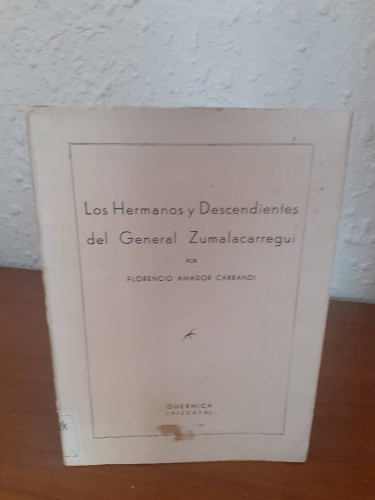 Los Hermanos y Descendientes
del General Zumalacarregui
POR
FLORENCIO AMADOR CARRANDI
GUERNICA
(VIZCAYA)